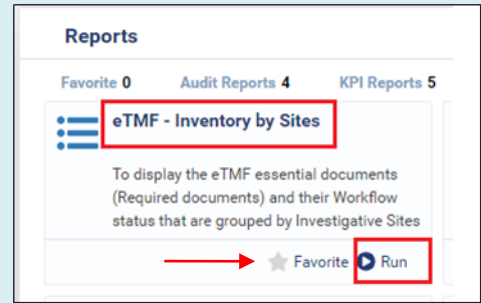 Reports
Favorite 0 Audit Reports 4 KPI Reports 5
eTMF - Inventory by Sites
To display the eTMF essential documents
(Required documents) and their Workflow
status that are grouped by Investigative Sites
Favorite Run